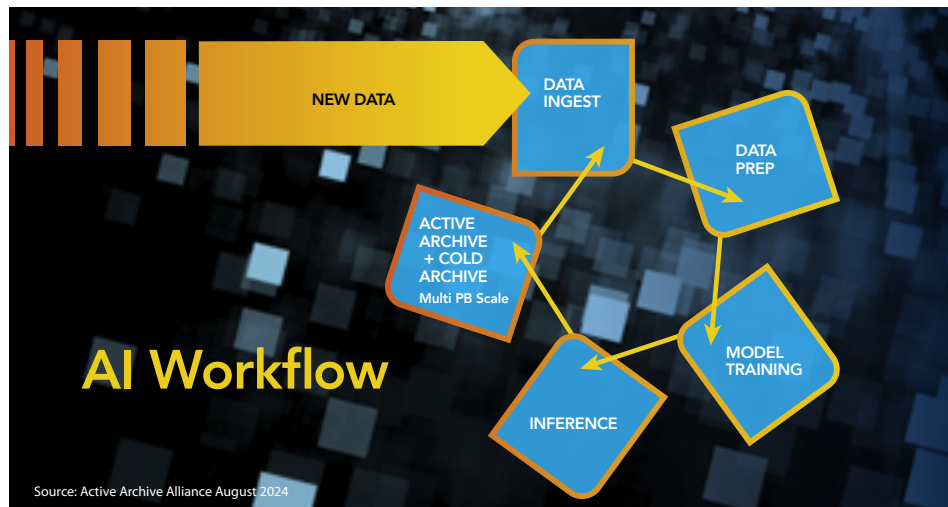 NEW DATA
DATA
INGEST
DATA
PREP
ACTIVE
ARCHIVE
+ COLD
ARCHIVE
Multi PB Scale
MODEL
TRAINING
AI Workflow
INFERENCE
Source: Active Archive Alliance August 2024